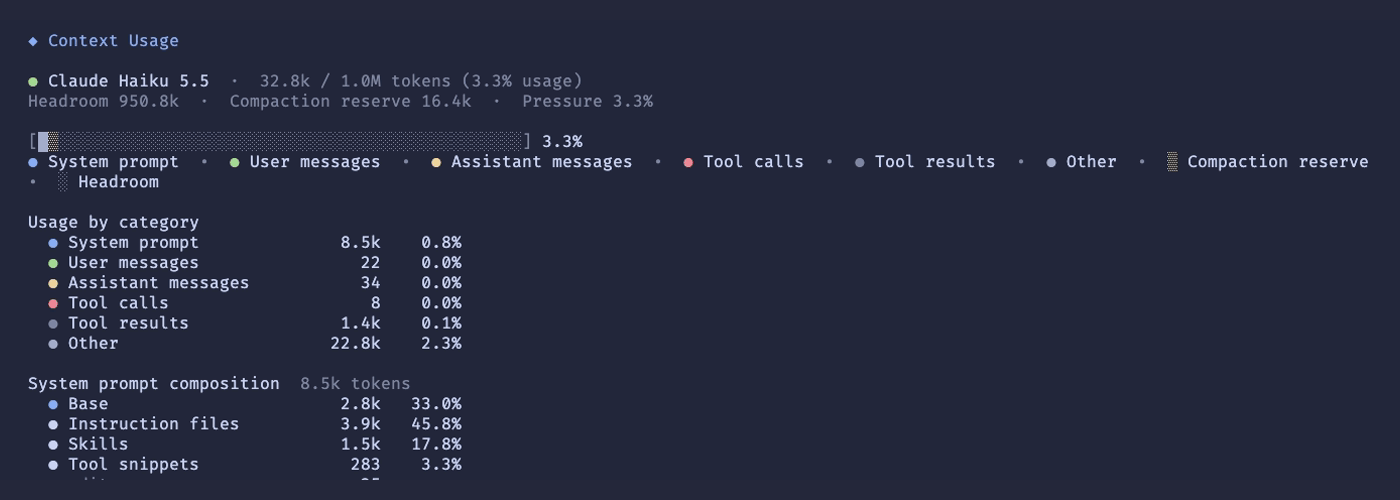 ◆ Context Usage
● Claude Haiku 5.5 · 32.8k / 1.0M tokens (3.3% usage)
Headroom 950.8k · Compaction reserve 16.4k · Pressure 3.3%
[ ] 3.3%
● System prompt · ● User messages · ● Assistant messages · ● Tool calls · ● Tool results · ● Other · ▒ Compaction reserve
· ░ Headroom
Usage by category
● System prompt 8.5k 0.8%
● User messages 22 0.0%
● Assistant messages 34 0.0%
● Tool calls 8 0.0%
● Tool results 1.4k 0.1%
● Other 22.8k 2.3%
System prompt composition 8.5k tokens
● Base 2.8k 33.0%
● Instruction files 3.9k 45.8%
● Skills 1.5k 17.8%
● Tool snippets 283 3.3%